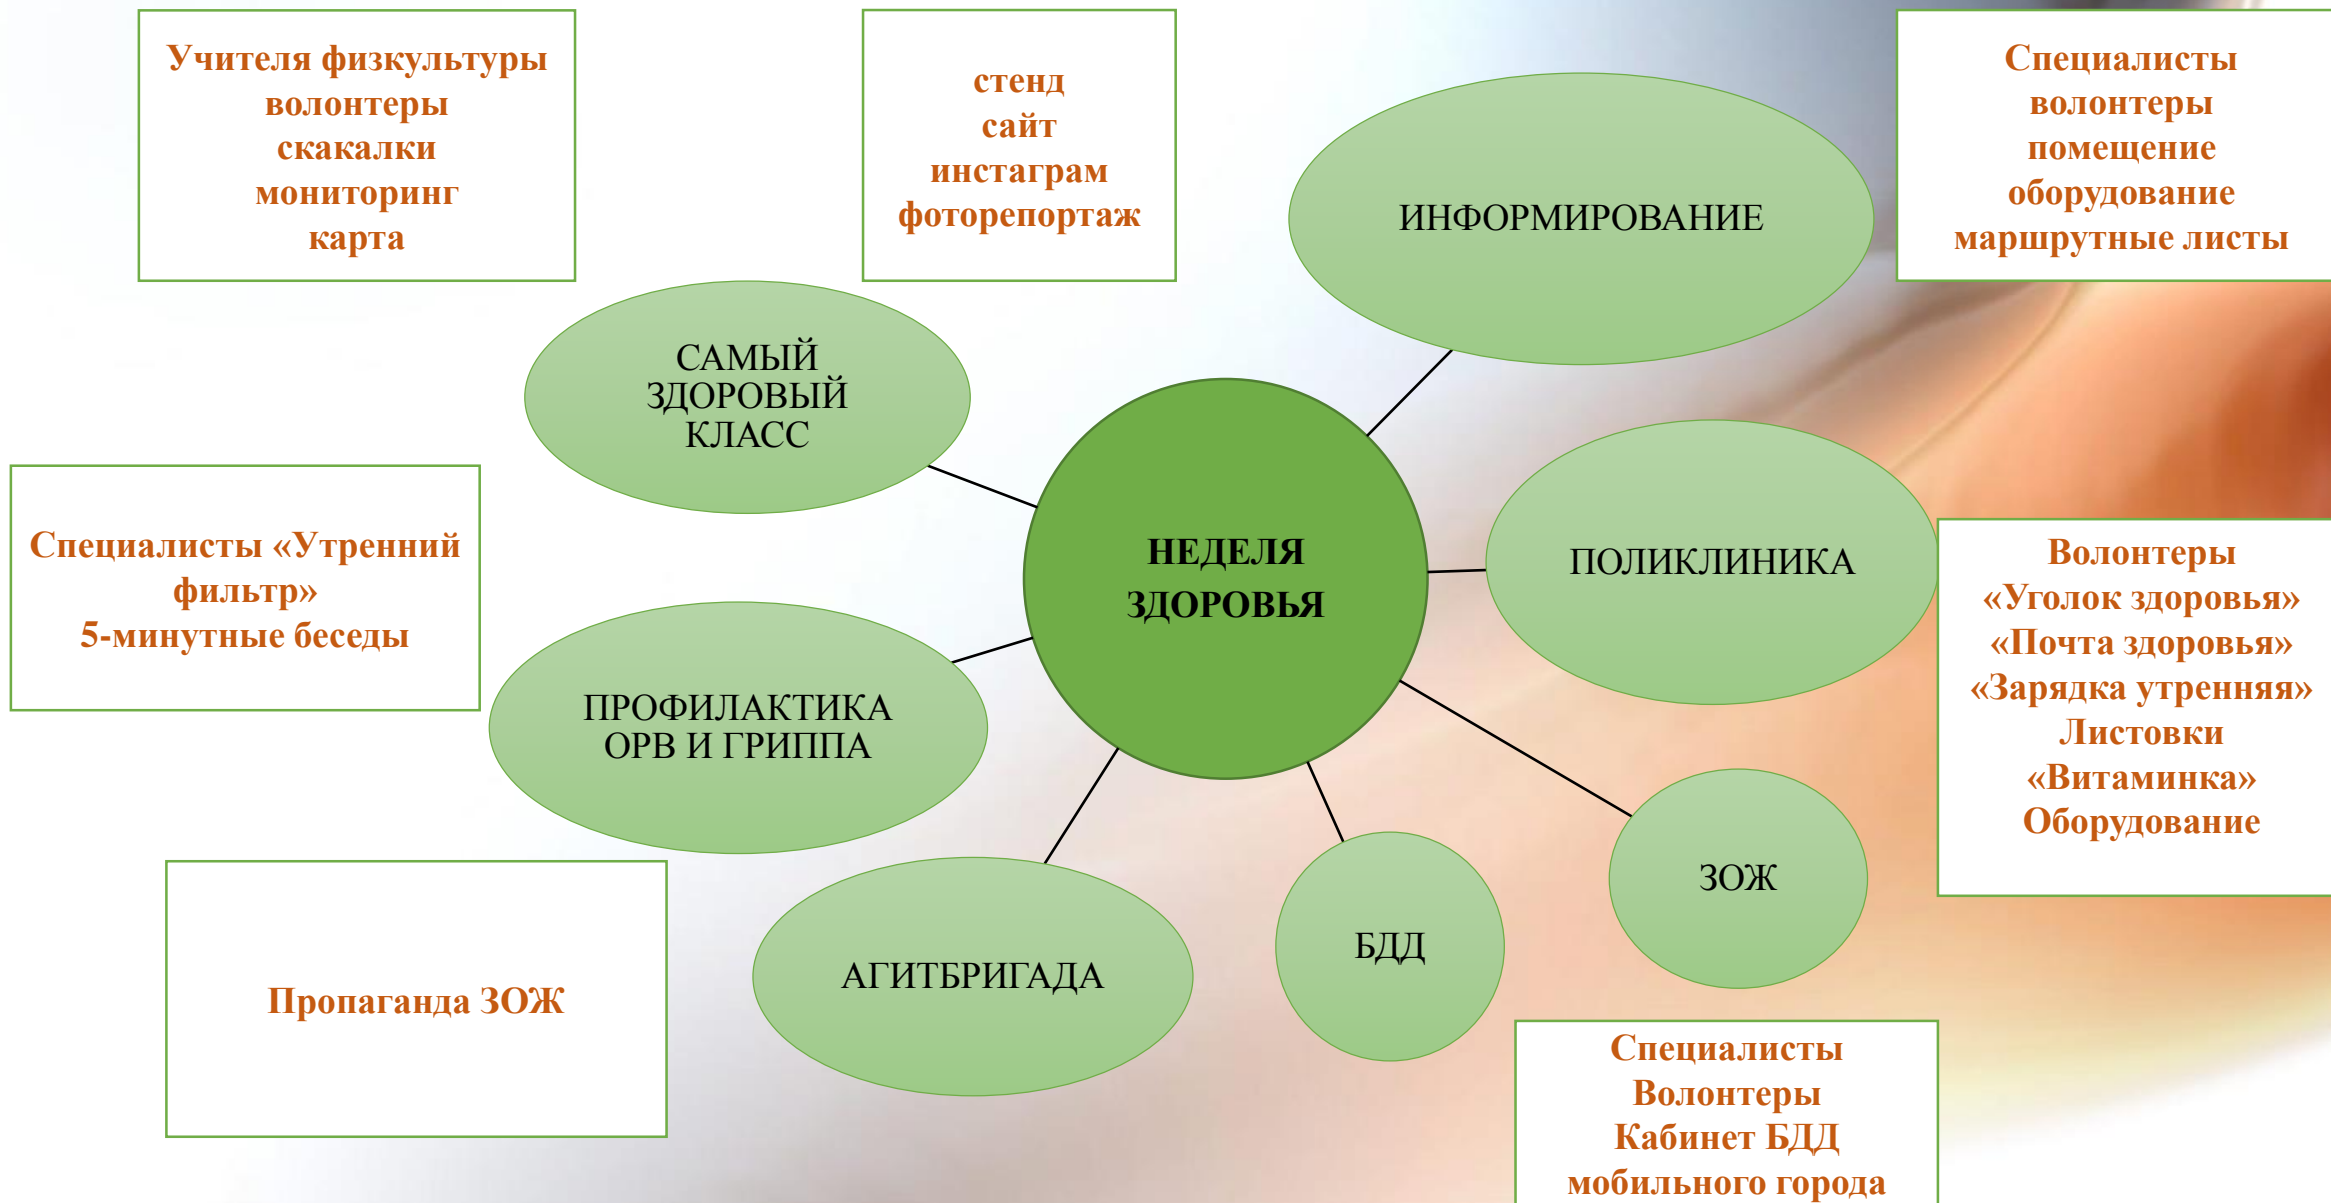 Учителя физкультуры
волонтеры
скакалки
мониторинг
карта
стенд
сайт
инстаграм
фоторепортаж
ИНФОРМИРОВАНИЕ
Специалисты
волонтеры
помещение
оборудование
маршрутные листы
САМЫЙ
ЗДОРОВЫЙ
КЛАСС
НЕДЕЛЯ
ЗДОРОВЬЯ
ПОЛИКЛИНИКА
Специалисты «Утренний
фильтр»
5-минутные беседы
Волонтеры
«Уголок здоровья»
«Почта здоровья»
«Зарядка утренняя»
Листовки
«Витаминка»
Оборудование
ПРОФИЛАКТИКА
ОРВ И ГРИППА
ЗОЖ
БДД
АГИТБРИГАДА
Пропаганда ЗОЖ
Специалисты
Волонтеры
Кабинет БДД
мобильного города